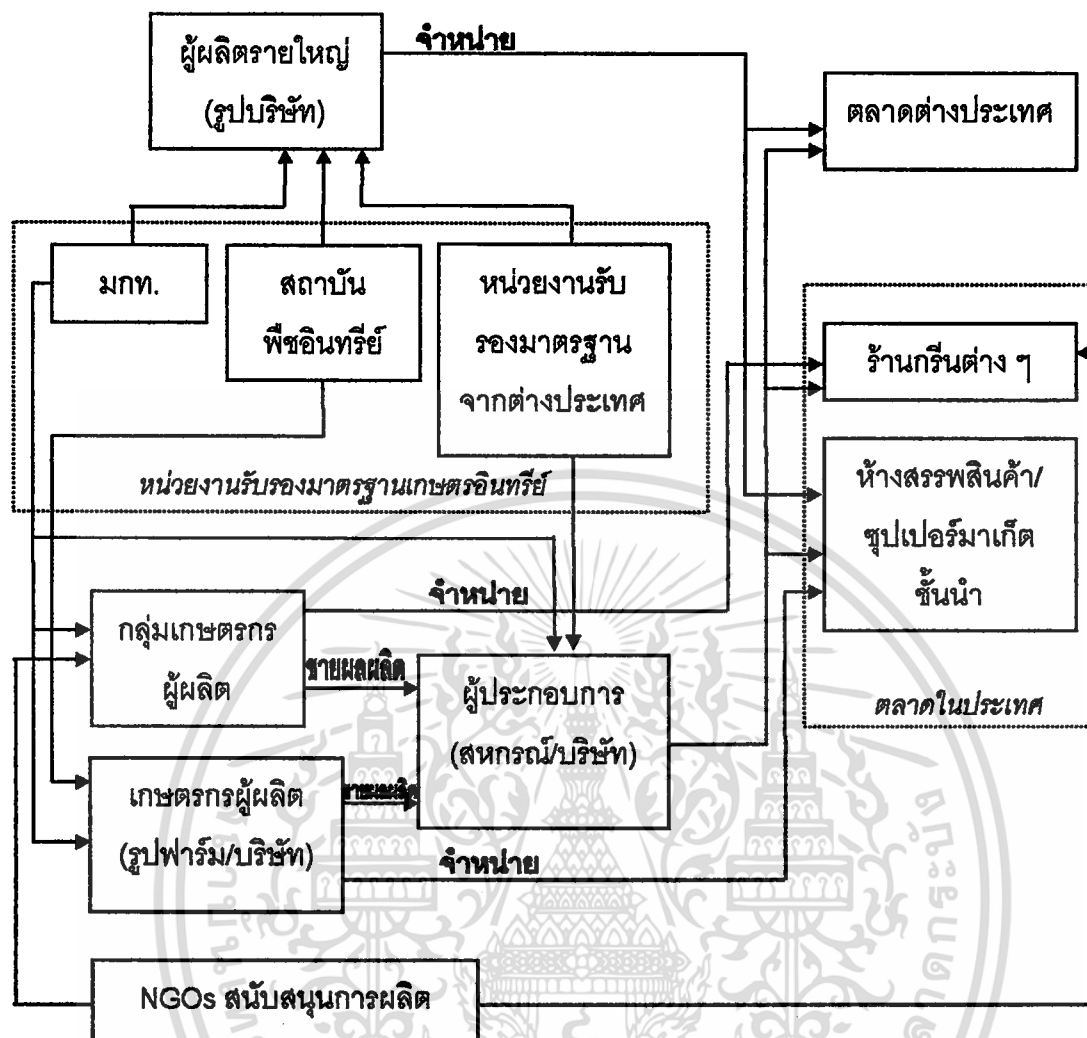 ผู้ผลิตรายใหญ่
(รูปบริษัท)
จำหน่าย
ตลาดต่างประเทศ
มกท.
สถาบัน
พืชอินทรีย์
หน่วยงานรับ
รองมาตรฐาน
จากต่างประเทศ
หน่วยงานรับรองมาตรฐานเกษตรอินทรีย์
ร้านกรีนต่าง ๆ
ห้างสรรพสินค้า/
ซุปเปอร์มาเก็ต
ชั้นนำ
ตลาดในประเทศ
กลุ่มเกษตรกร
ผู้ผลิต
จำหน่าย
ขายผลผลิต
ผู้ประกอบการ
(สหกรณ์/บริษัท)
เกษตรกรผู้ผลิต
(รูปฟาร์ม/บริษัท)
ขายผลผลิต
จำหน่าย
NGOs สนับสนุนการผลิต